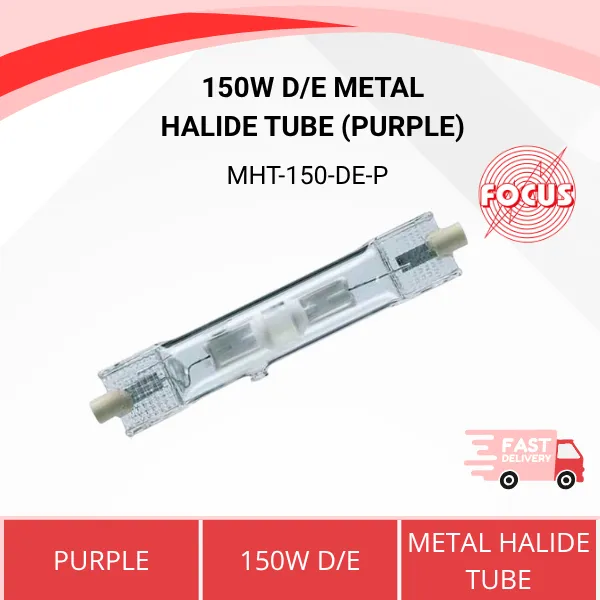 150W D/E METAL
HALIDE TUBE (PURPLE)
MHT-150-DE-P
FOCUS
FAST
DELIVERY
PURPLE
150W D/E
METAL HALIDE
TUBE